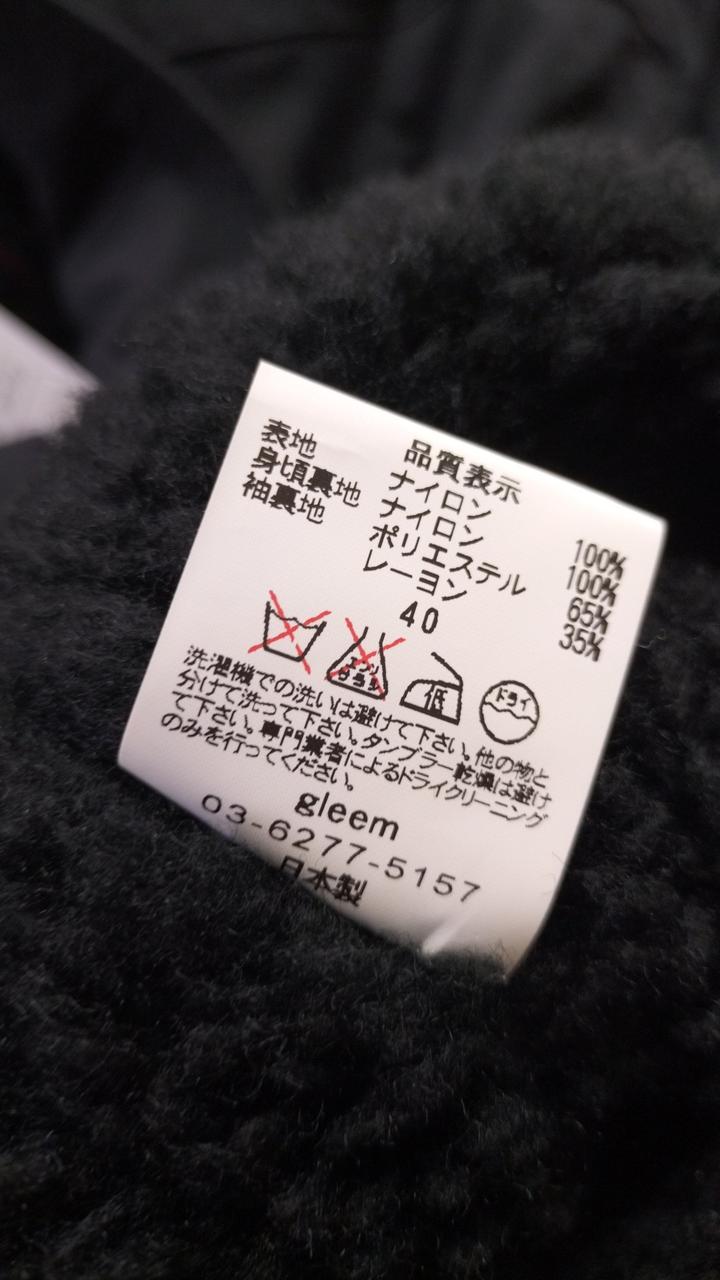 品質表示
表地 ナイロン 100%
身頃裏地 ナイロン 100%
袖裏地 ポリエステル 65%
レーヨン 35%
40
エンソ サラシ 低 ドライ
洗濯機での洗いは避けて下さい。他の物と
分けて洗って下さい。タンブラー乾燥は避け
て下さい。専門業者によるドライクリーニング
のみを行ってください。
gleem
03-6277-5157
日本製